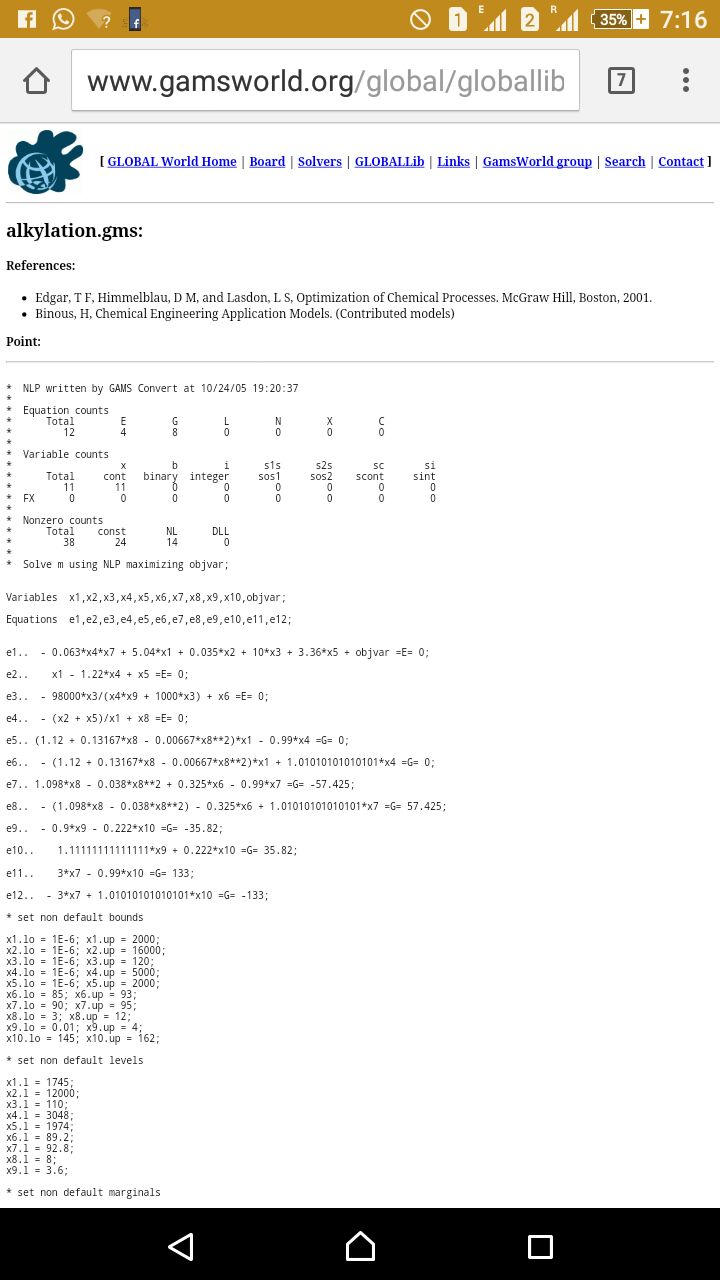 E R
? f 1 2 35% 7:16
www.gamsworld.org/global/globallib 7
[ GLOBAL World Home | Board | Solvers | GLOBALLib | Links | GamsWorld group | Search | Contact ]
alkylation.gms:
References:
• Edgar, T F, Himmelblau, D M, and Lasdon, L S, Optimization of Chemical Processes. McGraw Hill, Boston, 2001.
• Binous, H, Chemical Engineering Application Models. (Contributed models)
Point:
*  NLP written by GAMS Convert at 10/24/05 19:20:37
*
*  Equation counts
*      Total        E        G        L        N        X        C
*         12        4        8        0        0        0        0
*
*  Variable counts
*                   x        b        i      s1s      s2s       sc       si
*      Total     cont   binary  integer     sos1     sos2    scont     sint
*         11       11        0        0        0        0        0        0
*  FX      0        0        0        0        0        0        0        0
*
*  Nonzero counts
*      Total    const       NL      DLL
*         38       24       14        0
*
*  Solve m using NLP maximizing objvar;
Variables  x1,x2,x3,x4,x5,x6,x7,x8,x9,x10,objvar;
Equations  e1,e2,e3,e4,e5,e6,e7,e8,e9,e10,e11,e12;
e1..  - 0.063*x4*x7 + 5.04*x1 + 0.035*x2 + 10*x3 + 3.36*x5 + objvar =E= 0;
e2..    x1 - 1.22*x4 + x5 =E= 0;
e3..  - 98000*x3/(x4*x9 + 1000*x3) + x6 =E= 0;
e4..  - (x2 + x5)/x1 + x8 =E= 0;
e5.. (1.12 + 0.13167*x8 - 0.00667*x8**2)*x1 - 0.99*x4 =G= 0;
e6..  - (1.12 + 0.13167*x8 - 0.00667*x8**2)*x1 + 1.01010101010101*x4 =G= 0;
e7.. 1.098*x8 - 0.038*x8**2 + 0.325*x6 - 0.99*x7 =G= -57.425;
e8..  - (1.098*x8 - 0.038*x8**2) - 0.325*x6 + 1.01010101010101*x7 =G= 57.425;
e9..  - 0.9*x9 - 0.222*x10 =G= -35.82;
e10..    1.11111111111111*x9 + 0.222*x10 =G= 35.82;
e11..    3*x7 - 0.99*x10 =G= 133;
e12..  - 3*x7 + 1.01010101010101*x10 =G= -133;
* set non default bounds
x1.lo = 1E-6; x1.up = 2000;
x2.lo = 1E-6; x2.up = 16000;
x3.lo = 1E-6; x3.up = 120;
x4.lo = 1E-6; x4.up = 5000;
x5.lo = 1E-6; x5.up = 2000;
x6.lo = 85; x6.up = 93;
x7.lo = 90; x7.up = 95;
x8.lo = 3; x8.up = 12;
x9.lo = 0.01; x9.up = 4;
x10.lo = 145; x10.up = 162;
* set non default levels
x1.l = 1745;
x2.l = 12000;
x3.l = 110;
x4.l = 3048;
x5.l = 1974;
x6.l = 89.2;
x7.l = 92.8;
x8.l = 8;
x9.l = 3.6;
* set non default marginals